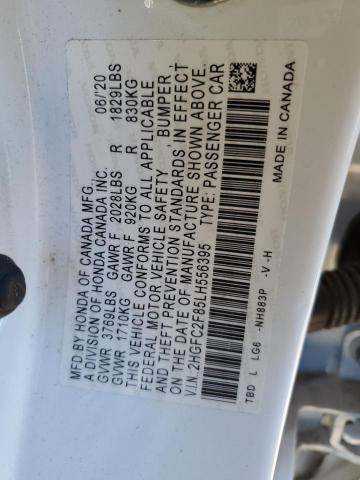 MFD BY HONDA OF CANADA MFG., 06/'20
A DIVISION OF HONDA CANADA INC.
GVWR 3769LBS GAWR F 2028LBS R 1829LBS
GVWR 1710KG GAWR F 920KG R 830KG
THIS VEHICLE CONFORMS TO ALL APPLICABLE
FEDERAL MOTOR VEHICLE SAFETY, BUMPER,
AND THEFT PREVENTION STANDARDS IN EFFECT
ON THE DATE OF MANUFACTURE SHOWN ABOVE.
V.I.N.:2HGFC2F83LH556395 TYPE: PASSENGER CAR
TBD L LG6 -NH883P -V -H
MADE IN CANADA